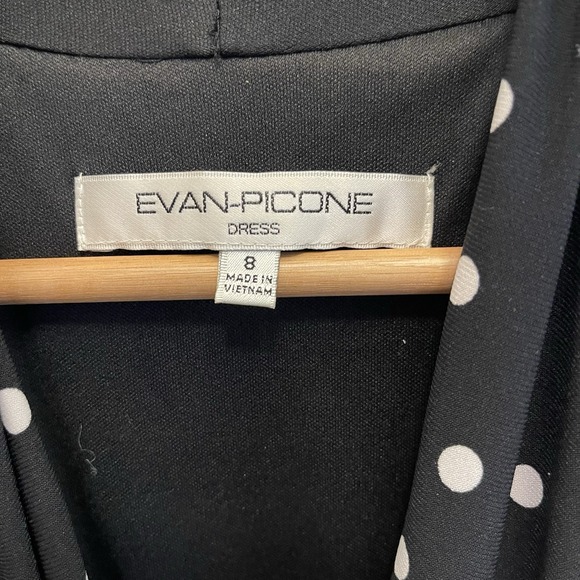 EVAN-PICONE
DRESS
8
MADE IN
VIETNAM